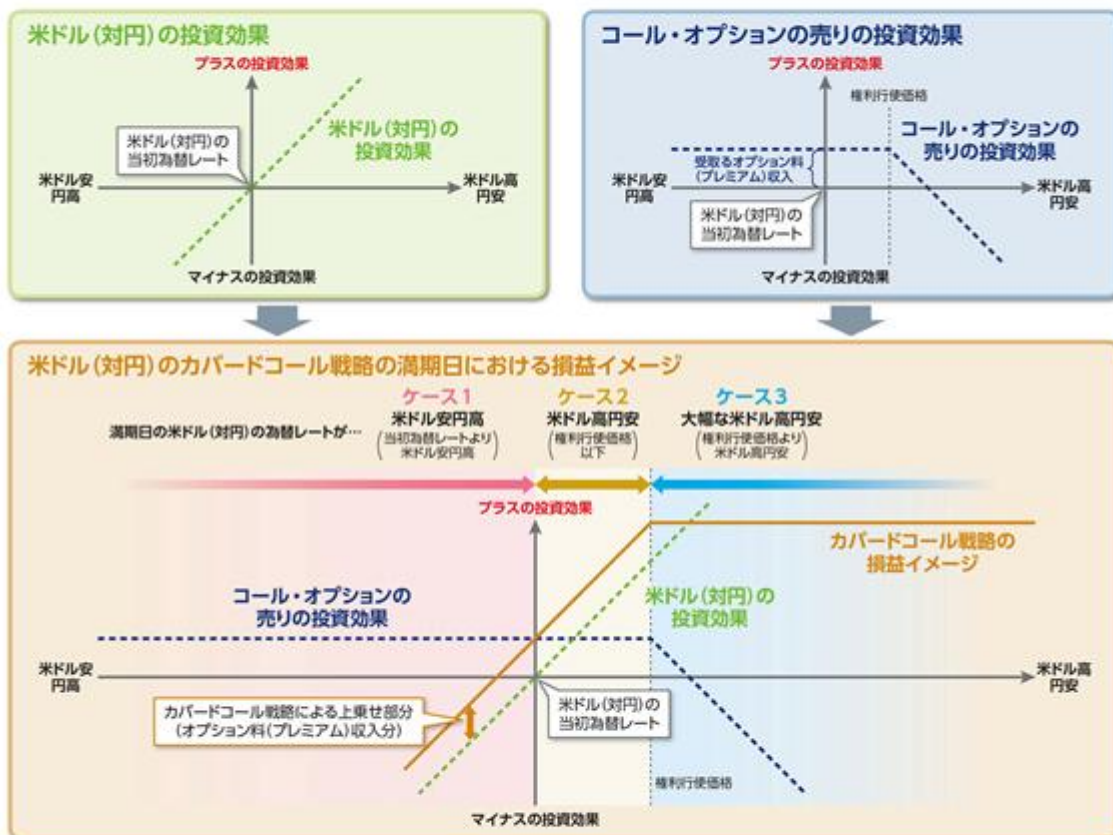 米ドル（対円）の投資効果
プラスの投資効果
米ドル（対円）の
当初為替レート
米ドル（対円）の
投資効果
米ドル安
円高
米ドル高
円安
マイナスの投資効果
コール・オプションの売りの投資効果
プラスの投資効果
権利行使価格
コール・オプションの
売りの投資効果
受取るオプション料
（プレミアム）収入
米ドル安
円高
米ドル高
円安
米ドル（対円）の
当初為替レート
マイナスの投資効果
米ドル（対円）のカバードコール戦略の満期日における損益イメージ
満期日の米ドル（対円）の為替レートが…
ケース1
米ドル安円高
（当初為替レートより
米ドル安円高）
ケース2
米ドル高円安
（権利行使価格
以下）
ケース3
大幅な米ドル高円安
（権利行使価格より
米ドル高円安）
プラスの投資効果
カバードコール戦略の
損益イメージ
コール・オプションの
売りの投資効果
米ドル（対円）の
投資効果
米ドル安
円高
米ドル高
円安
カバードコール戦略による上乗せ部分
（オプション料（プレミアム）収入分）
米ドル（対円）の
当初為替レート
権利行使価格
マイナスの投資効果